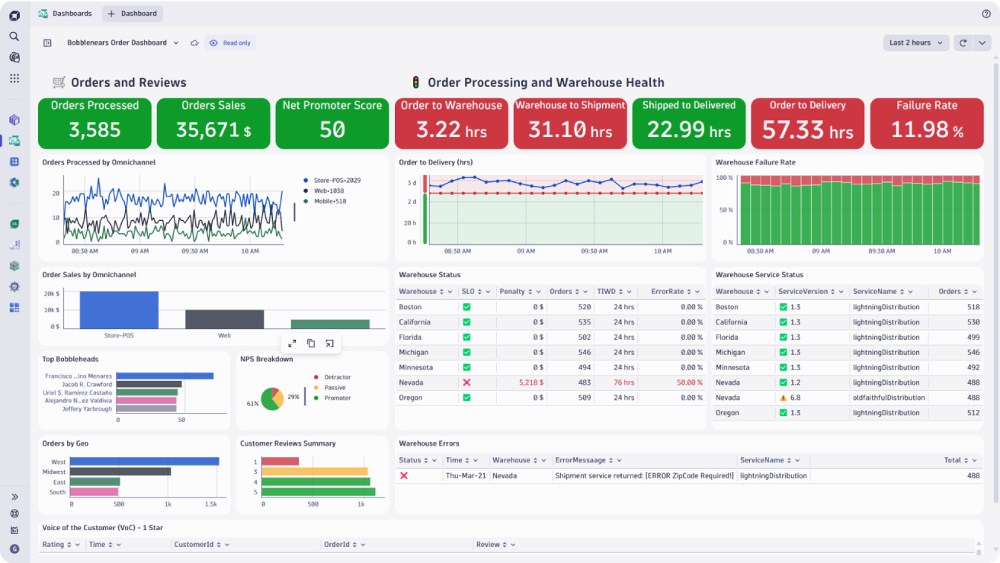 Dashboards
Dashboard
Bobblenears Order Dashboard
Read only
Last 2 hours
Orders and Reviews
Orders Processed
3,585
Orders Sales
35,671 $
Net Promoter Score
50
Orders Processed by Omnichannel
20
10
0
08:30 AM 09 AM 09:30 AM 10 AM
Store-POS•2029
Web•1038
Mobile•518
Order Sales by Omnichannel
20k $
10k $
0 $
Store-POS Web
Top Bobbleheads
Francisco ...ino Menares
Jacob R. Crawford
Uriel S. Ramirez Castaño
Alejandro N...ez Valdivia
Jeffery Yarbrough
0 50
NPS Breakdown
61% 29%
Detractor
Passive
Promoter
Orders by Geo
West
Midwest
East
South
0 500 1k 1.5k
Customer Reviews Summary
1
3
4
5
0 500 1k
Order Processing and Warehouse Health
Order to Warehouse
3.22 hrs
Warehouse to Shipment
31.10 hrs
Shipped to Delivered
22.99 hrs
Order to Delivery
57.33 hrs
Failure Rate
11.98 %
Order to Delivery (hrs)
3 d
2 d
20 h
0 h
08:30 AM 09 AM 09:30 AM 10 AM
Warehouse Failure Rate
100 %
50 %
0 %
08:30 AM 09 AM 09:30 AM 10 AM
Warehouse Status
Warehouse SLO Penalty Orders TIWD ErrorRate
Boston 0 $ 520 24 hrs 0.00 %
California 0 $ 535 24 hrs 0.00 %
Florida 0 $ 502 24 hrs 0.00 %
Michigan 0 $ 546 24 hrs 0.00 %
Minnesota 0 $ 494 24 hrs 0.00 %
Nevada 5,218 $ 483 76 hrs 50.00 %
Oregon 0 $ 509 24 hrs 0.00 %
Warehouse Service Status
Warehouse ServiceVersion ServiceName Orders
Boston 1.3 lightningDistribution 518
California 1.3 lightningDistribution 530
Florida 1.3 lightningDistribution 499
Michigan 1.3 lightningDistribution 546
Minnesota 1.3 lightningDistribution 492
Nevada 1.2 lightningDistribution 488
Nevada 6.8 oldfaithfulDistribution 488
Oregon 1.3 lightningDistribution 512
Warehouse Errors
Status Time Warehouse ErrorMessaage ServiceName Total
Thu-Mar-21 Nevada Shipment service returned: [ERROR ZipCode Required!] lightningDistribution 488
Voice of the Customer (VoC) - 1 Star
Rating Time CustomerId OrderId Review
G